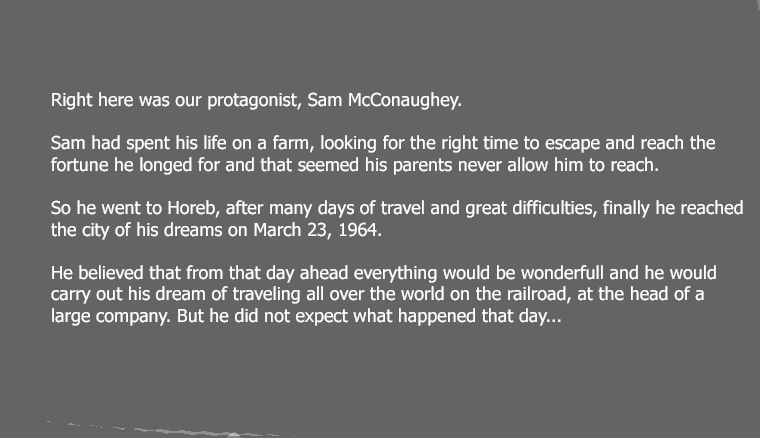 Right here was our protagonist, Sam McConaughey.
Sam had spent his life on a farm, looking for the right time to escape and reach the
fortune he longed for and that seemed his parents never allow him to reach.
So he went to Horeb, after many days of travel and great difficulties, finally he reached
the city of his dreams on March 23, 1964.
He believed that from that day ahead everything would be wonderfull and he would
carry out his dream of traveling all over the world on the railroad, at the head of a
large company. But he did not expect what happened that day...